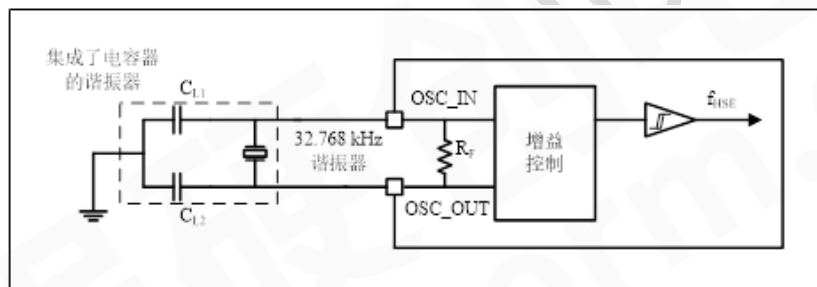 集成了电容器
的谐振器
C_L1
OSC_IN
f_HSE
32.768 kHz
谐振器
R_F
增益
控制
OSC_OUT
C_L2